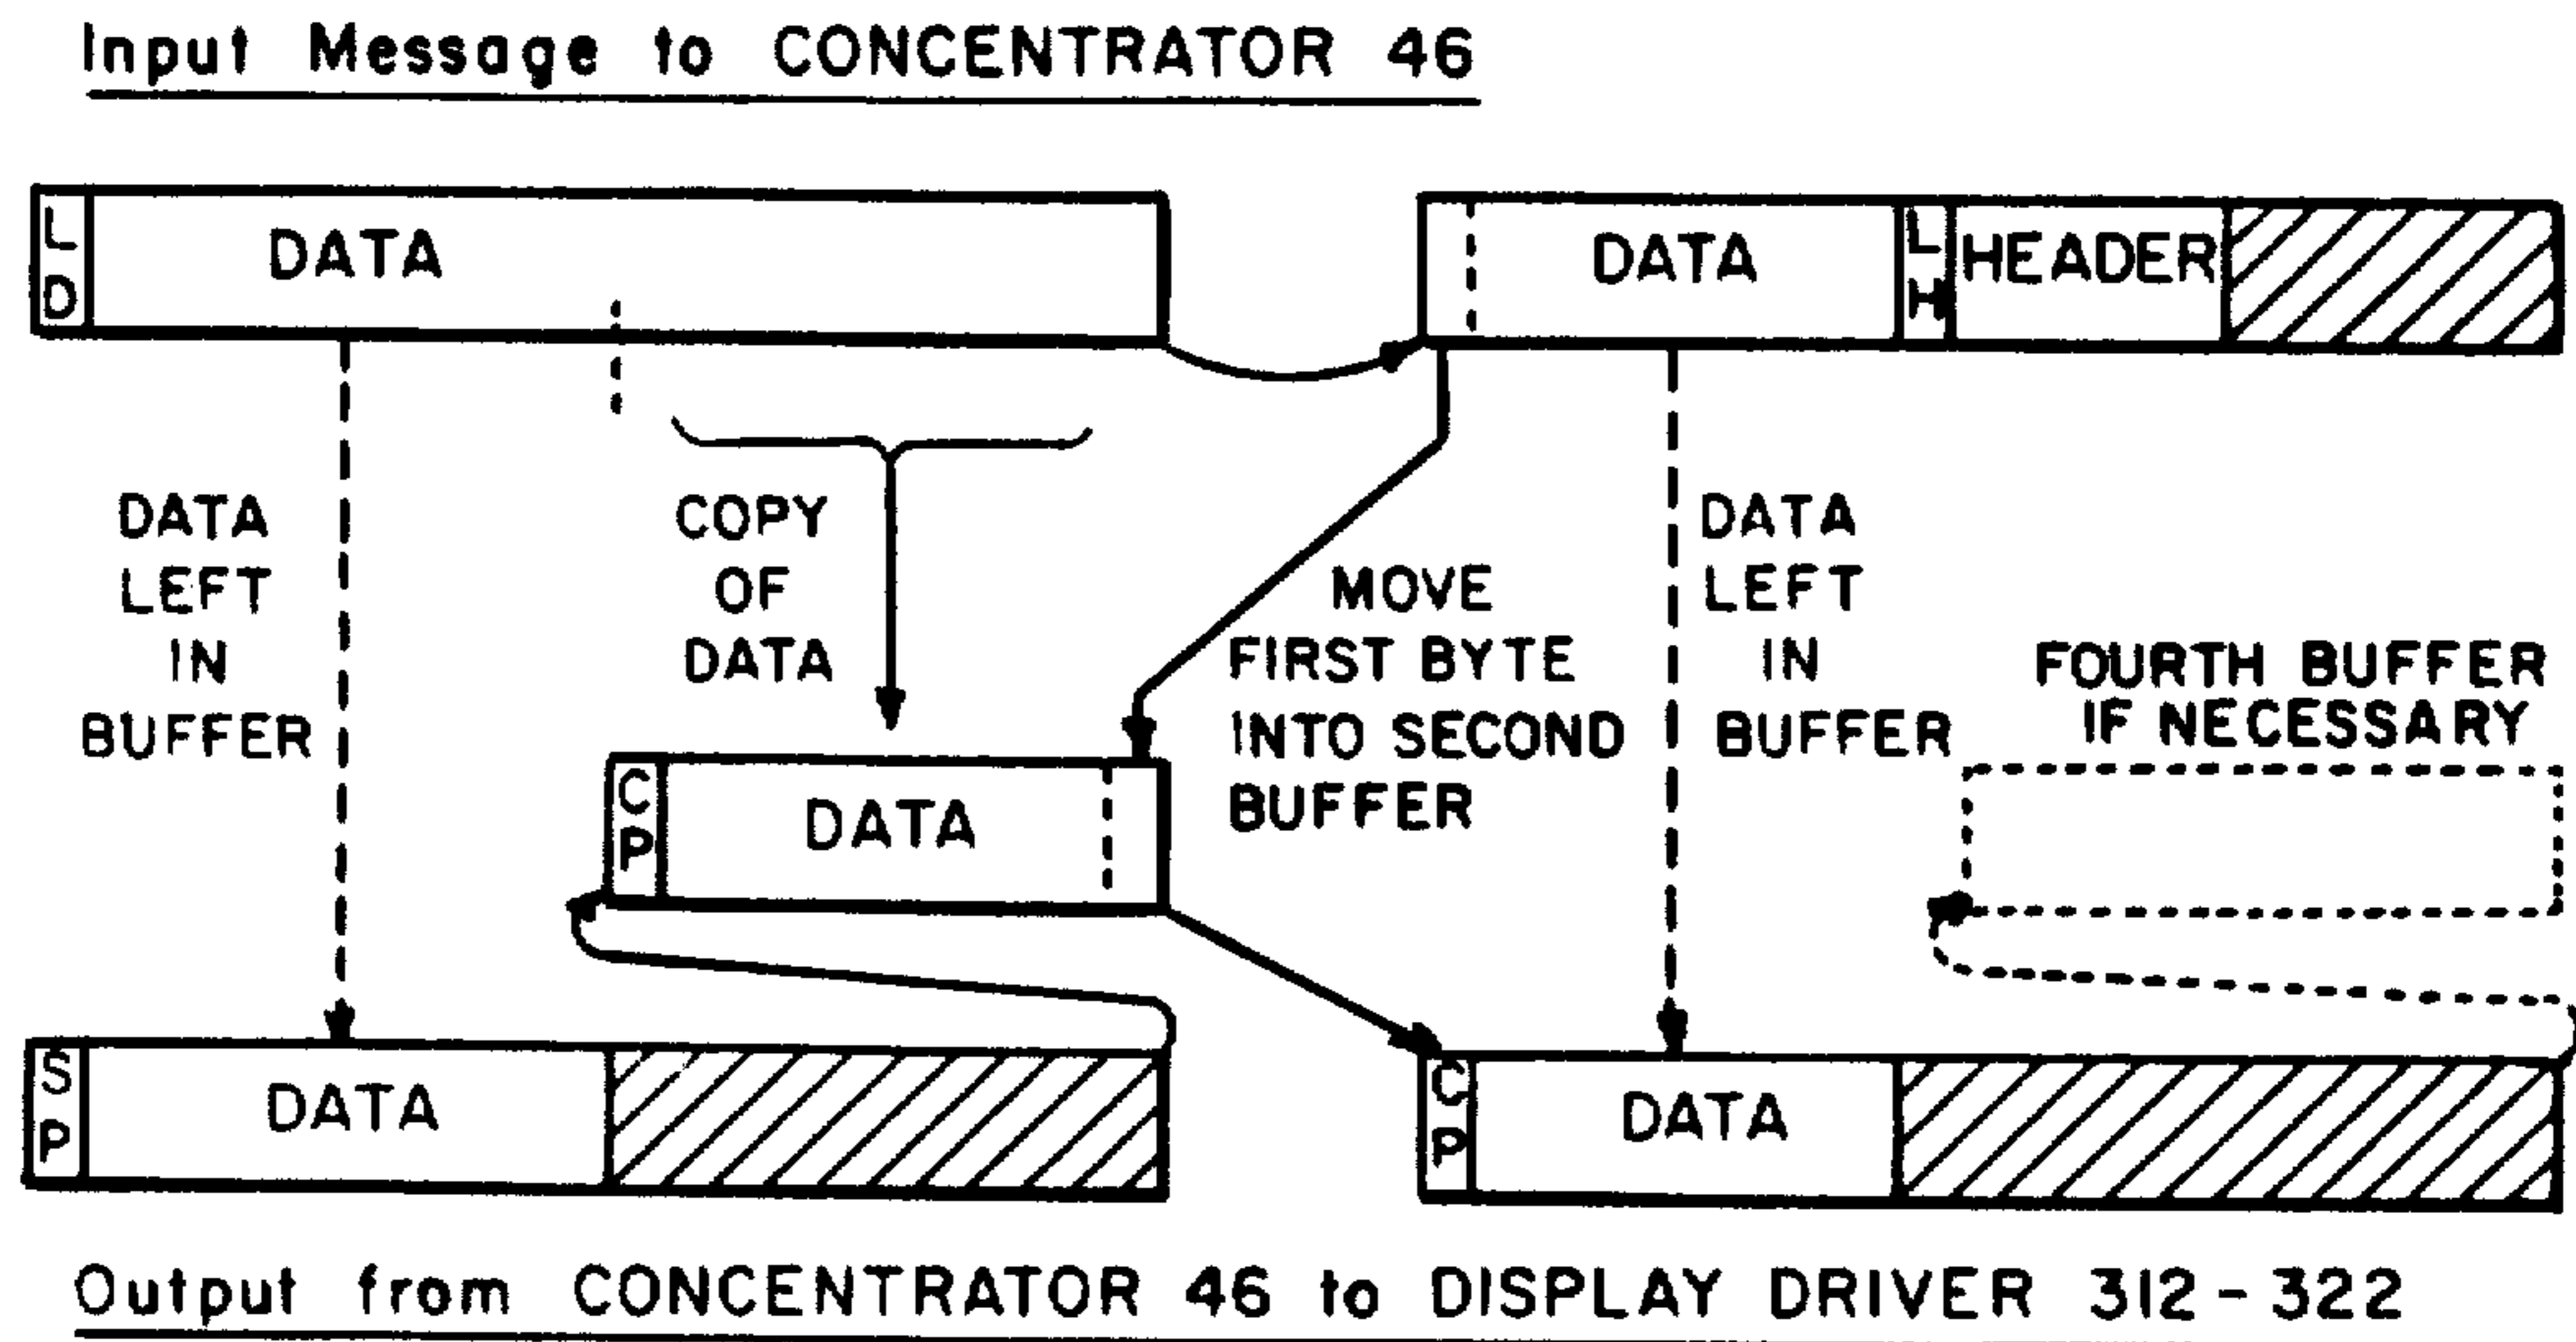 Input Message to CONCENTRATOR 46
L
D
DATA
DATA
L
H
HEADER
DATA
LEFT
IN
BUFFER
COPY
OF
DATA
MOVE
FIRST BYTE
INTO SECOND
BUFFER
DATA
LEFT
IN
BUFFER
FOURTH BUFFER
IF NECESSARY
C
P
DATA
S
P
DATA
C
P
DATA
Output from CONCENTRATOR 46 to DISPLAY DRIVER 312-322